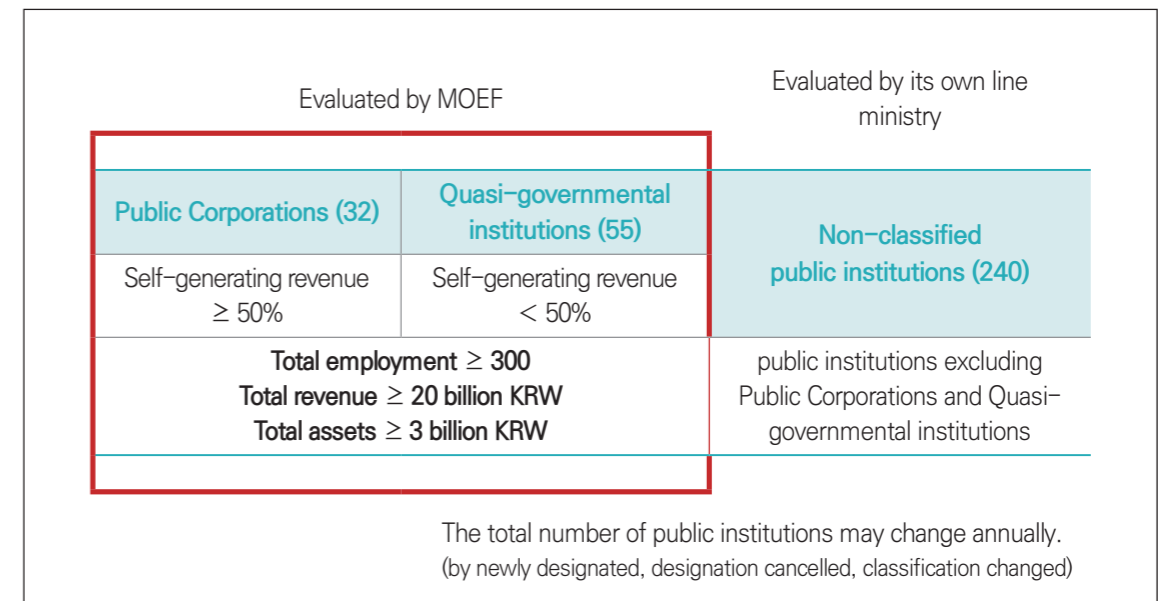 Evaluated by MOEF
Evaluated by its own line
ministry
Public Corporations (32)
Quasi-governmental
institutions (55)
Non-classified
public institutions (240)
Self-generating revenue
≥ 50%
Self-generating revenue
< 50%
Total employment ≥ 300
Total revenue ≥ 20 billion KRW
Total assets ≥ 3 billion KRW
public institutions excluding
Public Corporations and Quasi-
governmental institutions
The total number of public institutions may change annually.
(by newly designated, designation cancelled, classification changed)